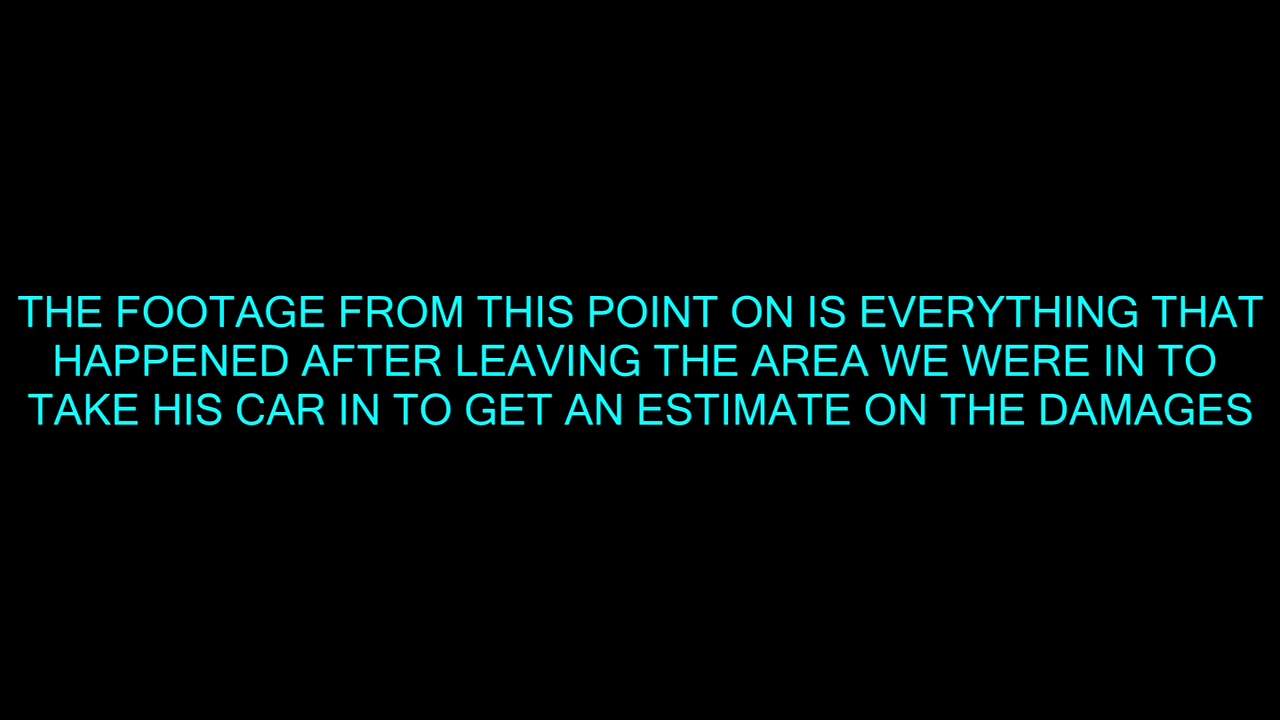 THE FOOTAGE FROM THIS POINT ON IS EVERYTHING THAT
HAPPENED AFTER LEAVING THE AREA WE WERE IN TO
TAKE HIS CAR IN TO GET AN ESTIMATE ON THE DAMAGES